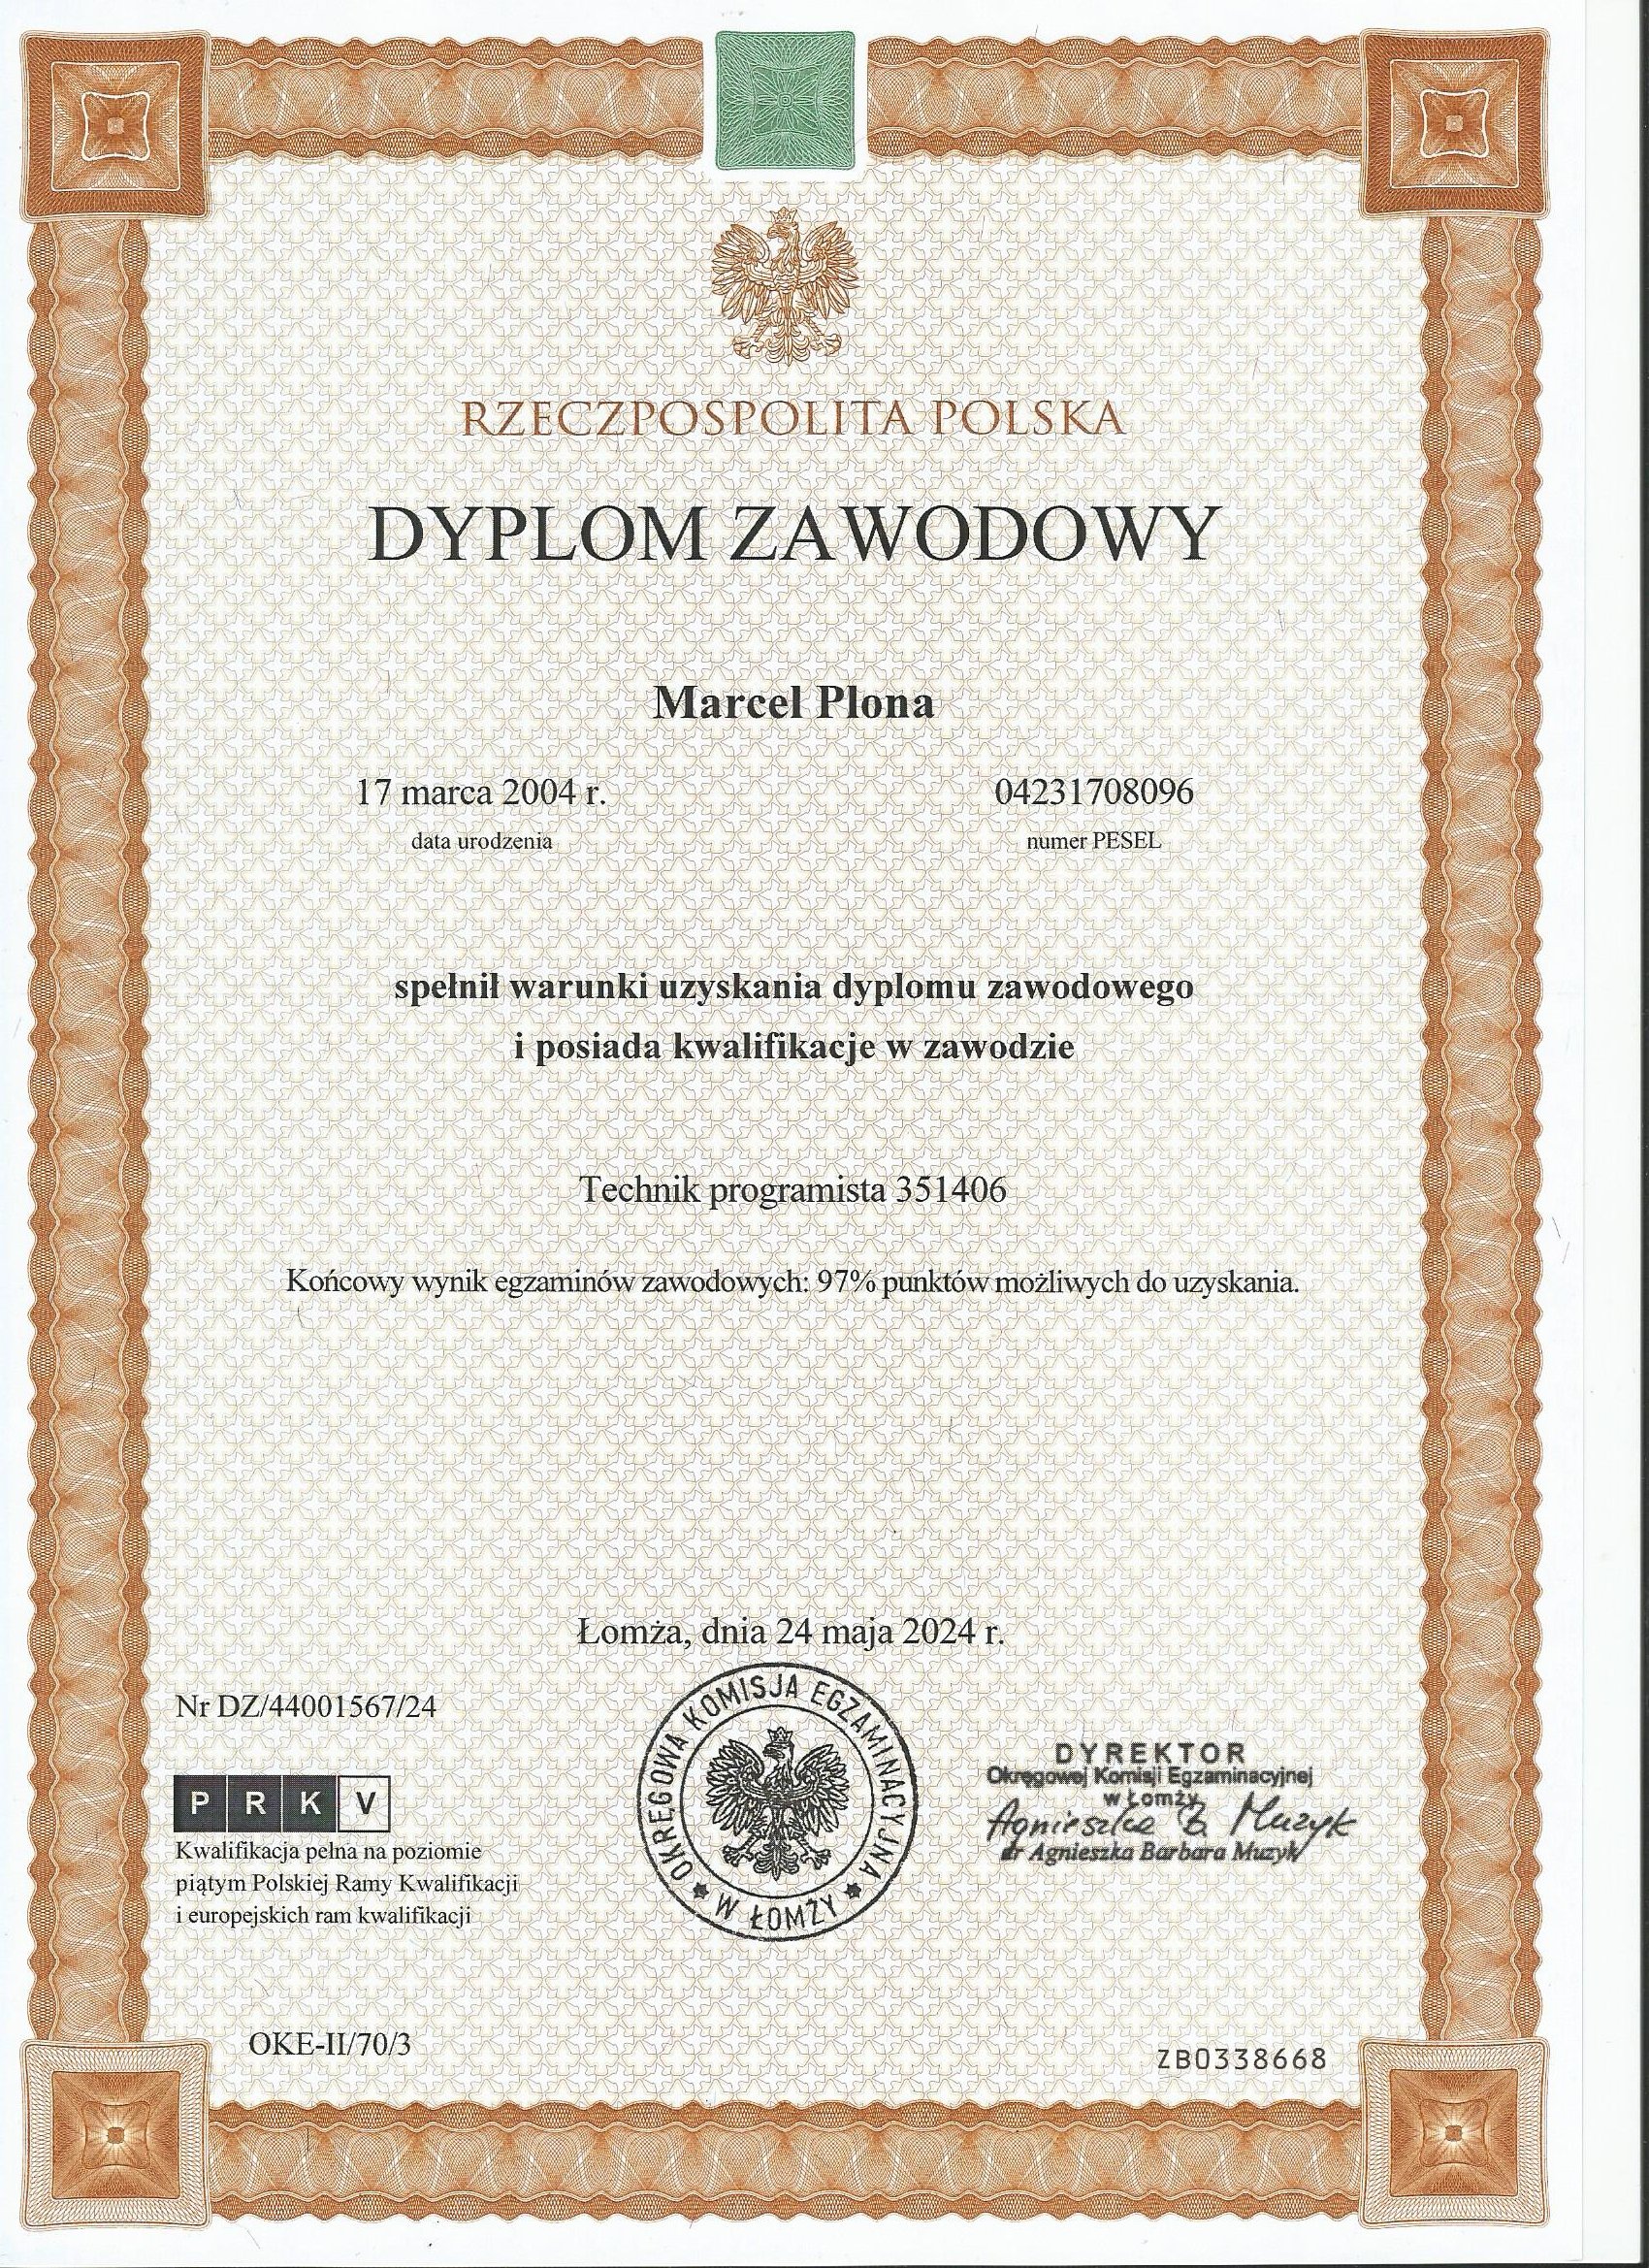 RZECZPOSPOLITA POLSKA
DYPLOM ZAWODOWY
Marcel Plona
17 marca 2004 r.
data urodzenia
04231708096
numer PESEL
spełnił warunki uzyskania dyplomu zawodowego
i posiada kwalifikacje w zawodzie
Technik programista 351406
Końcowy wynik egzaminów zawodowych: 97% punktów możliwych do uzyskania.
Łomża, dnia 24 maja 2024 r.
Nr DZ/44001567/24
P R K V
Kwalifikacja pełna na poziomie
piątym Polskiej Ramy Kwalifikacji
i europejskich ram kwalifikacji
OKRĘGOWA KOMISJA EGZAMINACYJNA
W ŁOMŻY
DYREKTOR
Okręgowej Komisji Egzaminacyjnej
w Łomży
Agnieszka B. Muzyk
dr Agnieszka Barbara Muzyk
OKE-II/70/3
ZB0338668